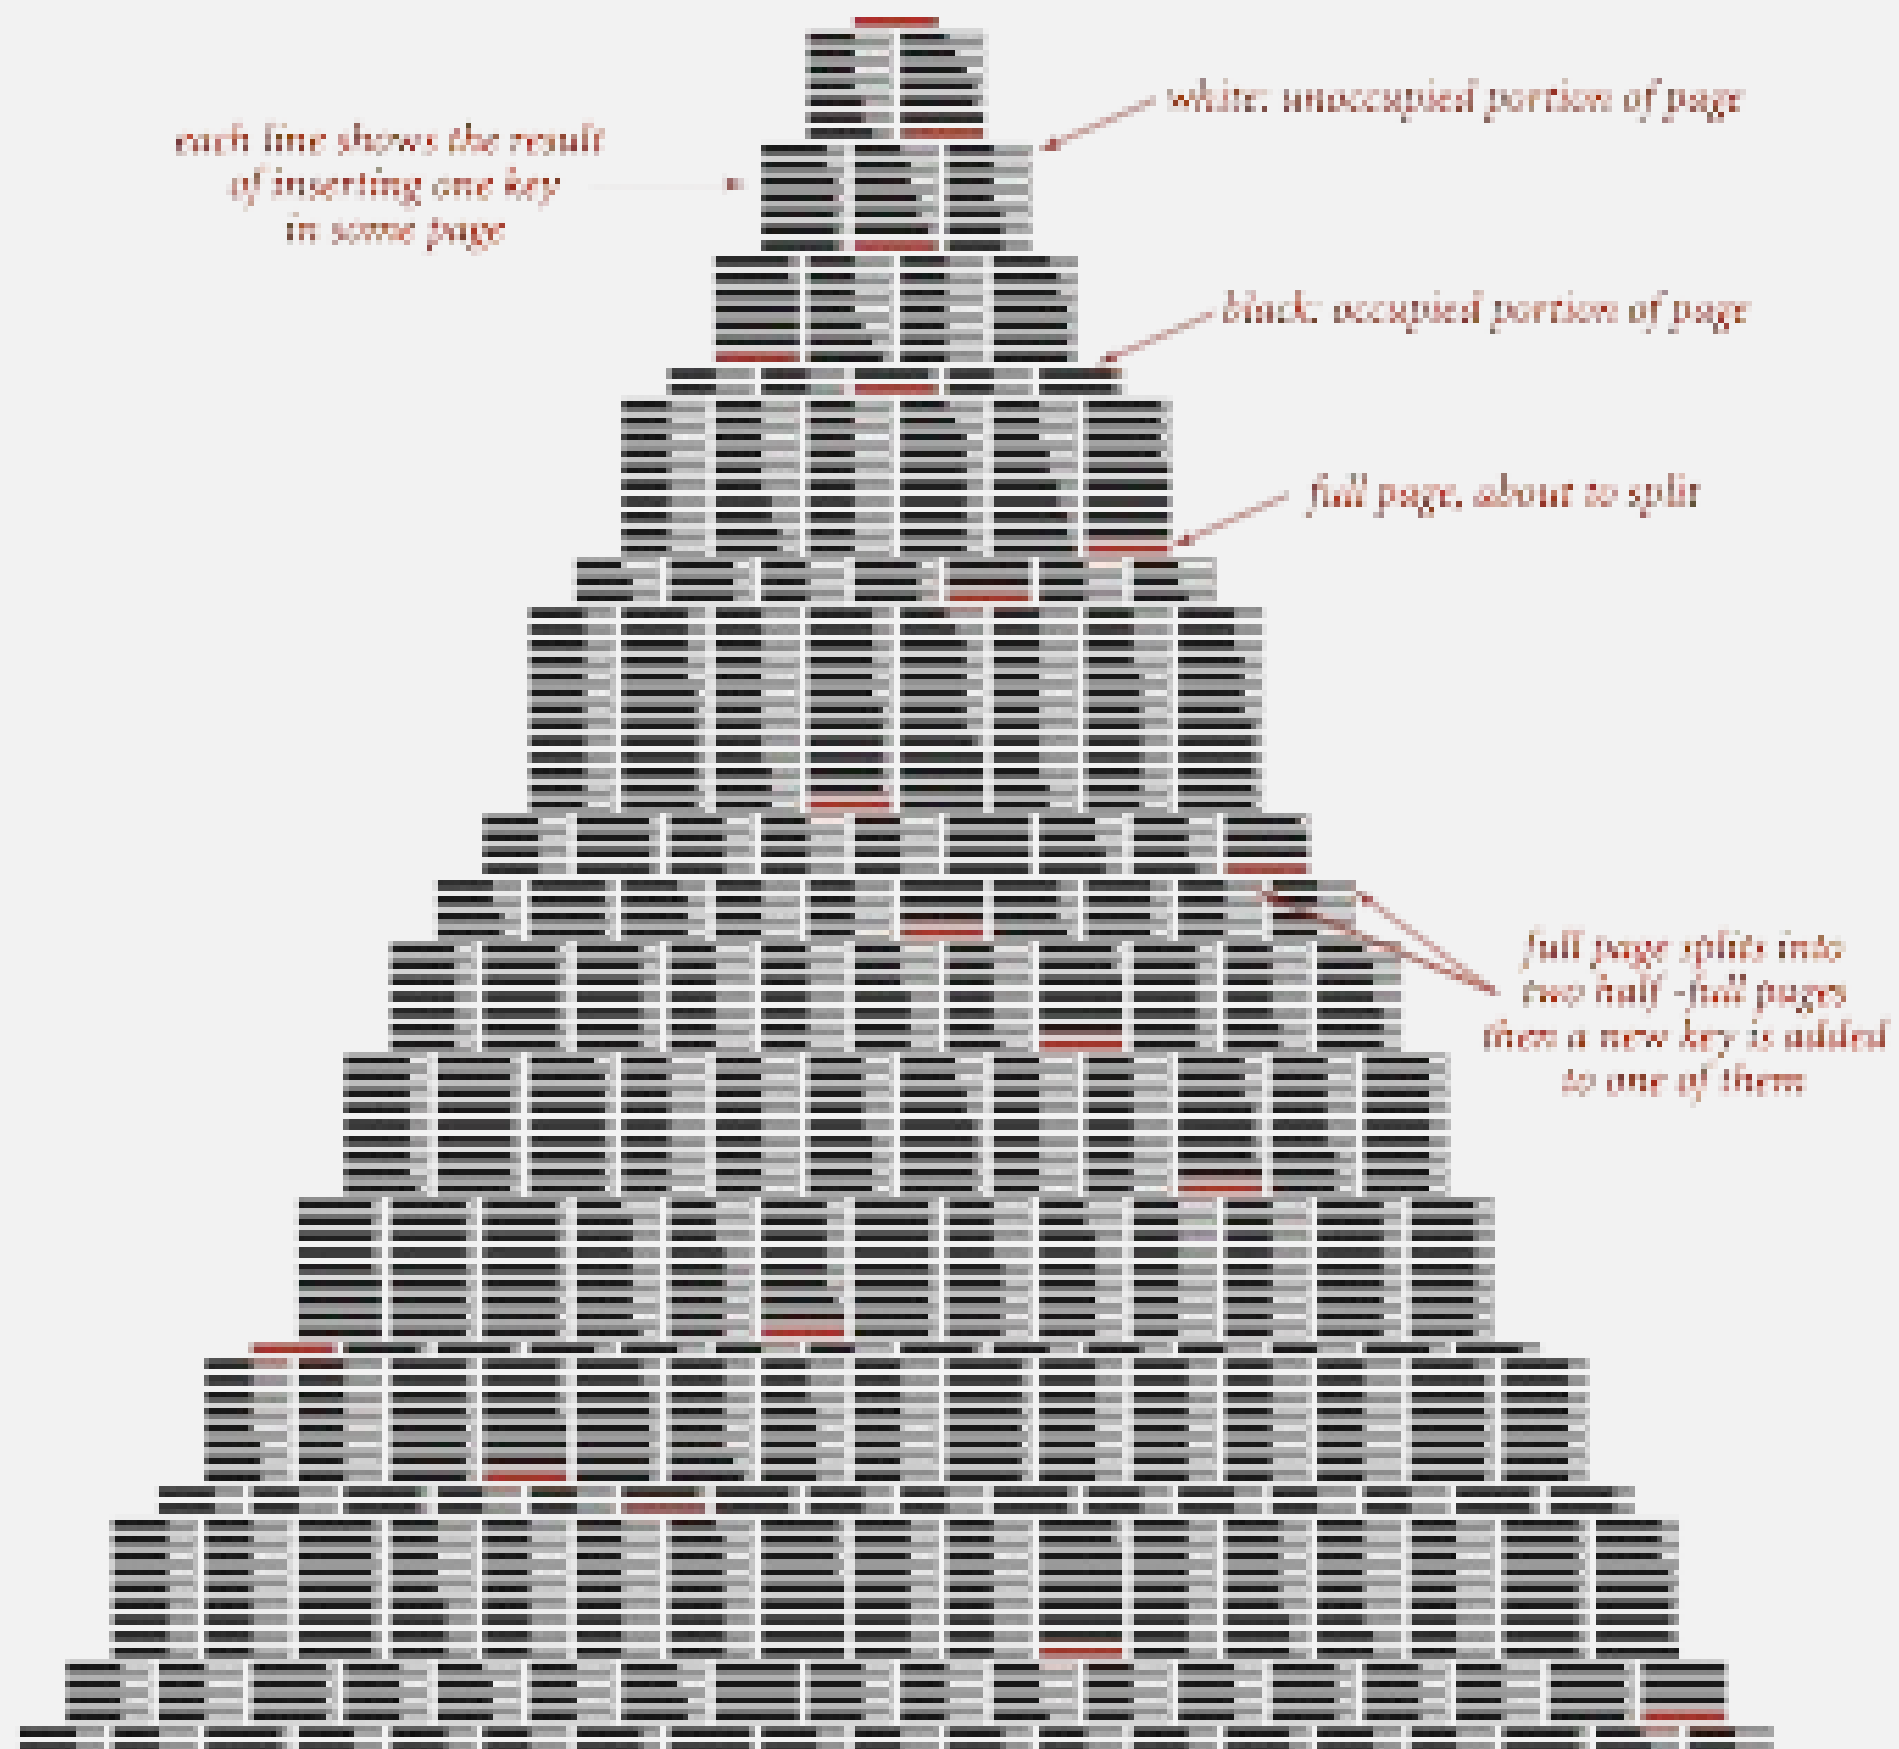 white: unoccupied portion of page
each line shows the result
of inserting one key
in some page
black: occupied portion of page
full page, about to split
full page splits into
two half -full pages
then a new key is added
to one of them